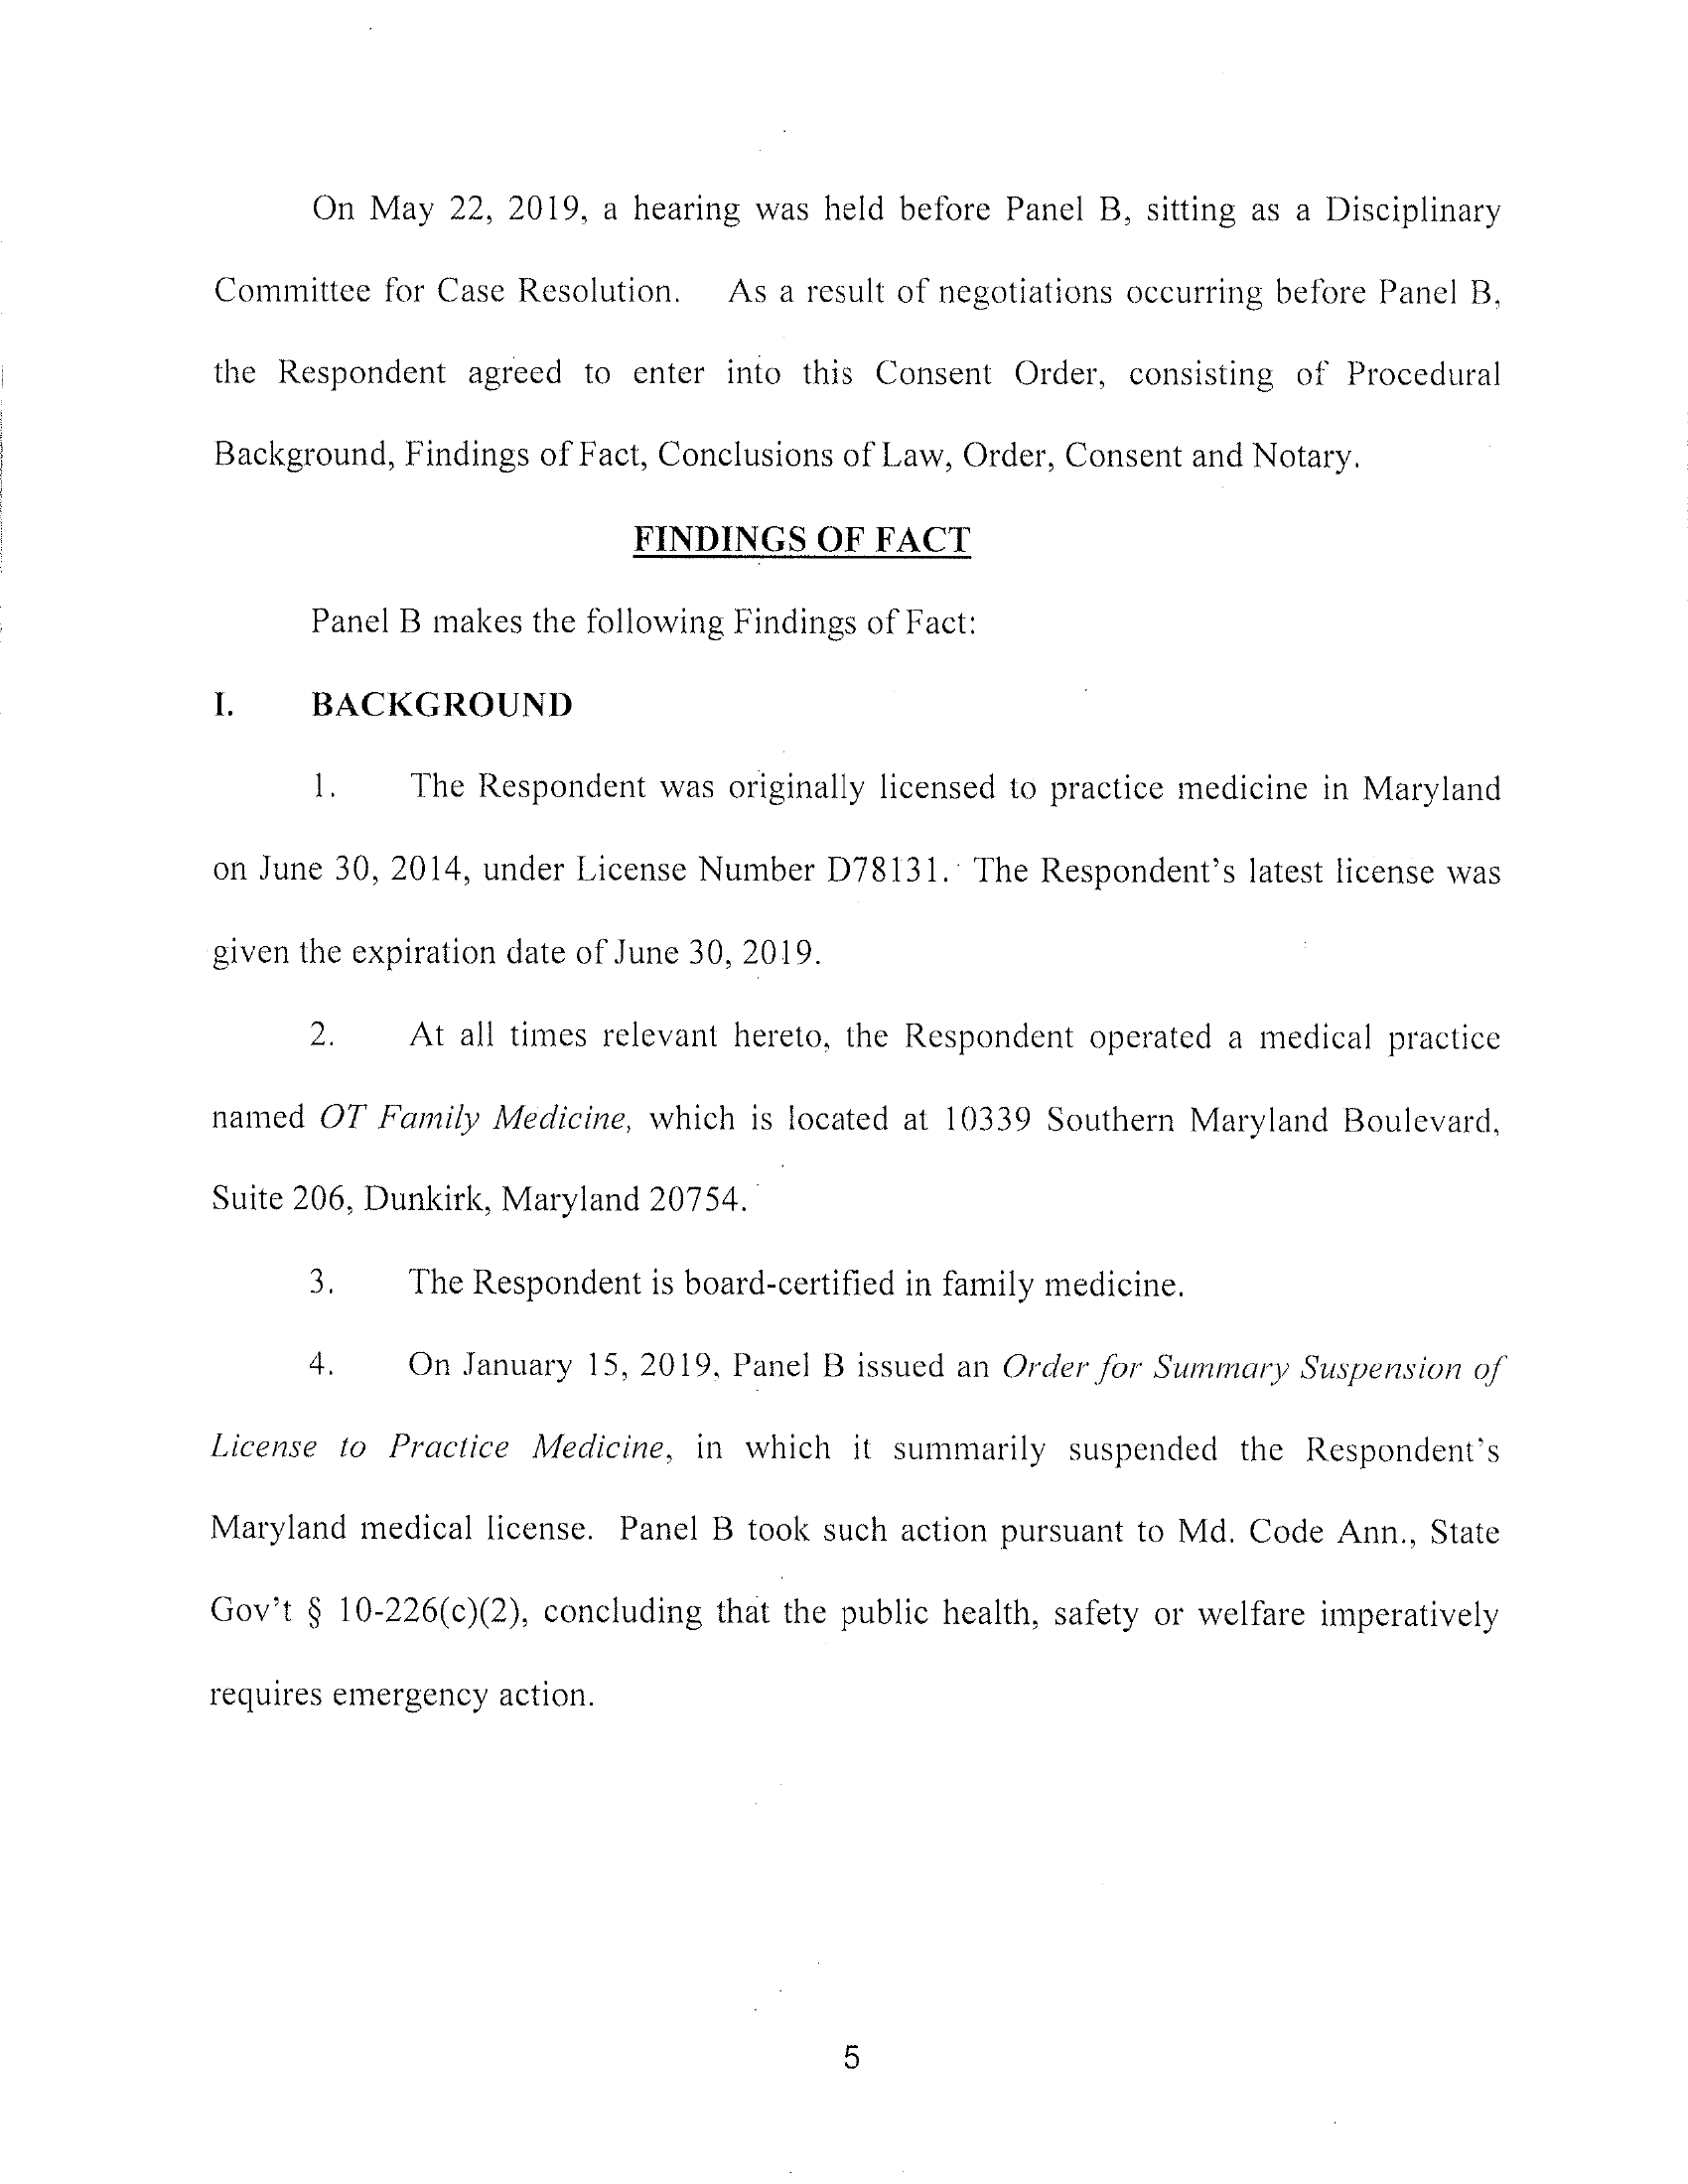 On May 22, 2019, a hearing was held before Panel B, sitting as a Disciplinary
Committee for Case Resolution. As a result of negotiations occurring before Panel B,
the Respondent agreed to enter into this Consent Order, consisting of Procedural
Background, Findings of Fact, Conclusions of Law, Order, Consent and Notary.
FINDINGS OF FACT
Panel B makes the following Findings of Fact:
I. BACKGROUND
1. The Respondent was originally licensed to practice medicine in Maryland
on June 30, 2014, under License Number D78131. The Respondent's latest license was
given the expiration date of June 30, 2019.
2. At all times relevant hereto, the Respondent operated a medical practice
named OT Family Medicine, which is located at 10339 Southern Maryland Boulevard,
Suite 206, Dunkirk, Maryland 20754.
3. The Respondent is board-certified in family medicine.
4. On January 15, 2019, Panel B issued an Order for Summary Suspension of
License to Practice Medicine, in which it summarily suspended the Respondent's
Maryland medical license. Panel B took such action pursuant to Md. Code Ann., State
Gov't § 10-226(c)(2), concluding that the public health, safety or welfare imperatively
requires emergency action.
5